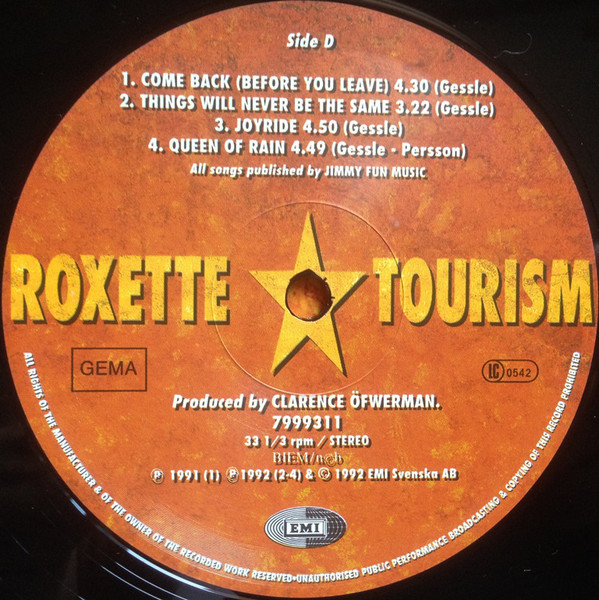 Side D
1. COME BACK (BEFORE YOU LEAVE) 4.30 (Gessle)
2. THINGS WILL NEVER BE THE SAME 3.22 (Gessle)
3. JOYRIDE 4.50 (Gessle)
4. QUEEN OF RAIN 4.49 (Gessle - Persson)
All songs published by JIMMY FUN MUSIC
ROXETTE TOURISM
GEMA
LC 0542
Produced by CLARENCE ÖFWERMAN.
7999311
33 1/3 rpm / STEREO
BIEM/n©b
Ⓟ 1991 (1) Ⓟ 1992 (2-4) & © 1992 EMI Svenska AB
EMI
ALL RIGHTS OF THE MANUFACTURER & OF THE OWNER OF THE RECORDED WORK RESERVED•UNAUTHORISED PUBLIC PERFORMANCE BROADCASTING & COPYING OF THIS RECORD PROHIBITED